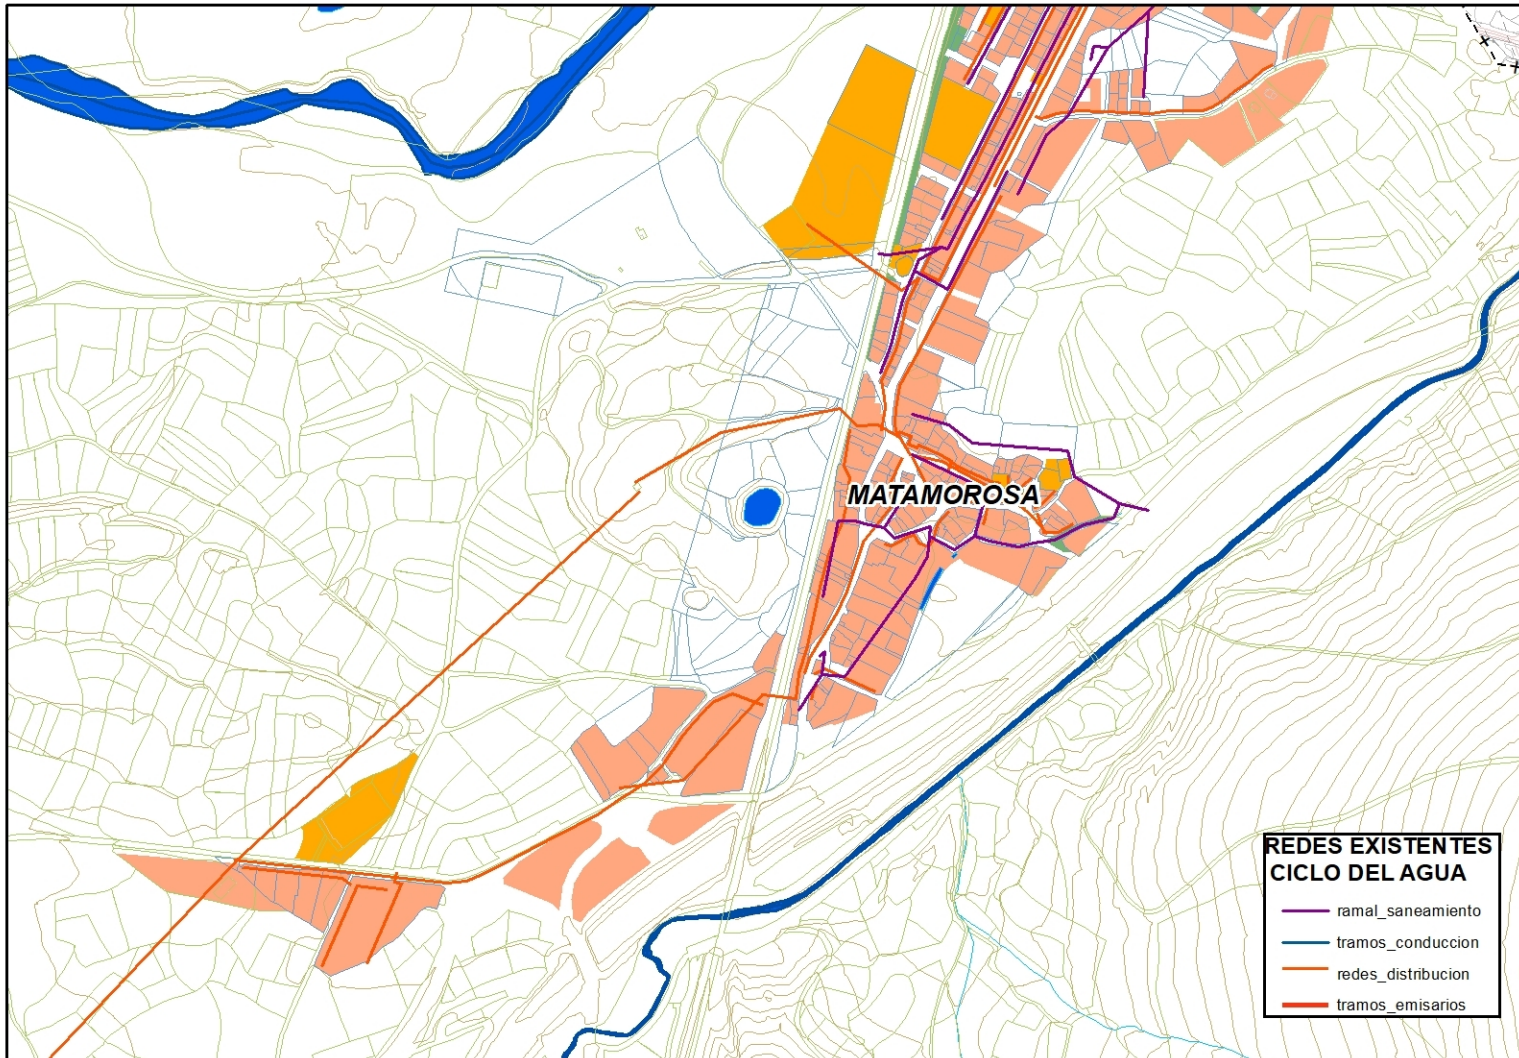 MATAMOROSA
REDES EXISTENTES
CICLO DEL AGUA
ramal_saneamiento
tramos_conduccion
redes_distribucion
tramos_emisarios